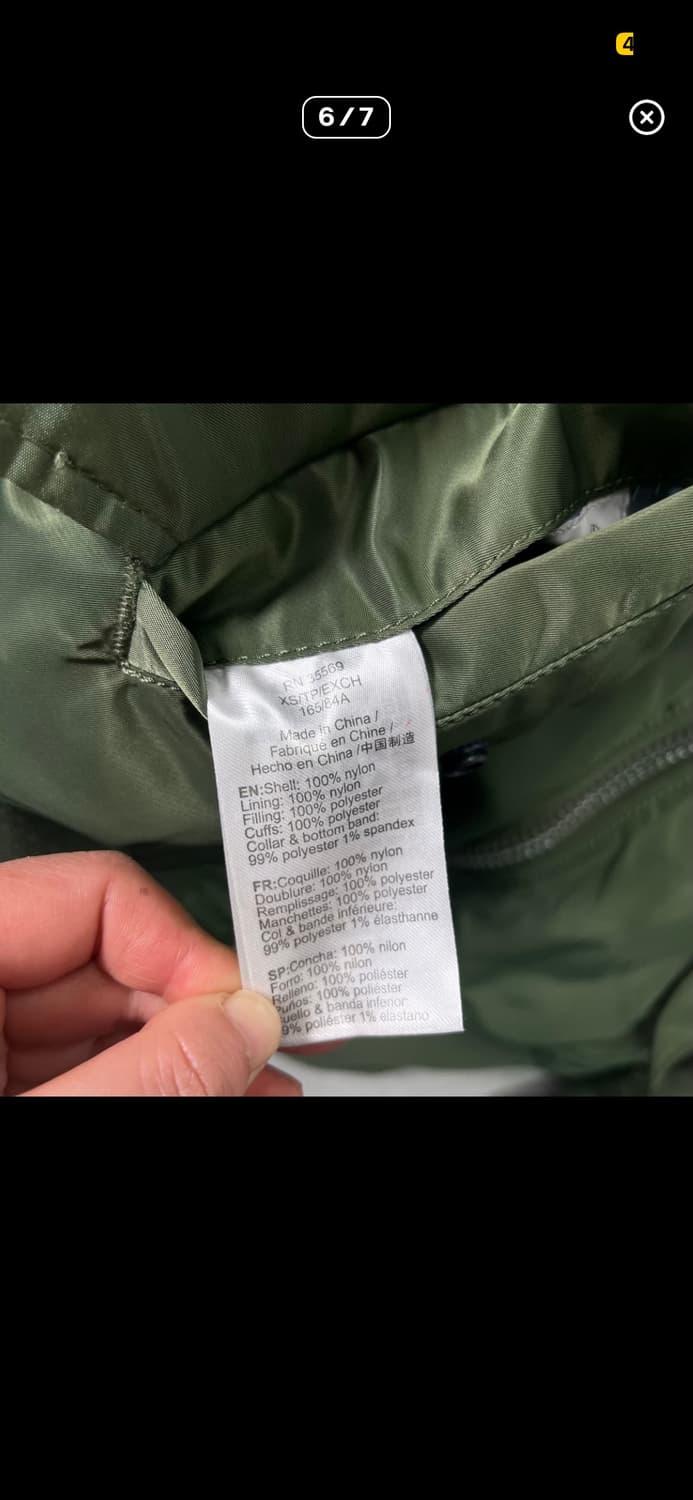 6/7
RN 35569
XS/TP/EXCH
165/84A
Made in China /
Fabriqué en Chine /
Hecho en China /中国制造
EN:Shell: 100% nylon
Lining: 100% nylon
Filling: 100% polyester
Cuffs: 100% polyester
Collar & bottom band:
99% polyester 1% spandex
FR:Coquille: 100% nylon
Doublure: 100% nylon
Remplissage: 100% polyester
Manchettes: 100% polyester
Col & bande inférieure:
99% polyester 1% élasthanne
SP:Concha: 100% nilon
Forro: 100% nilon
Relleno: 100% poliéster
Puños: 100% poliéster
uello & banda inferior
9% poliéster 1% elastano